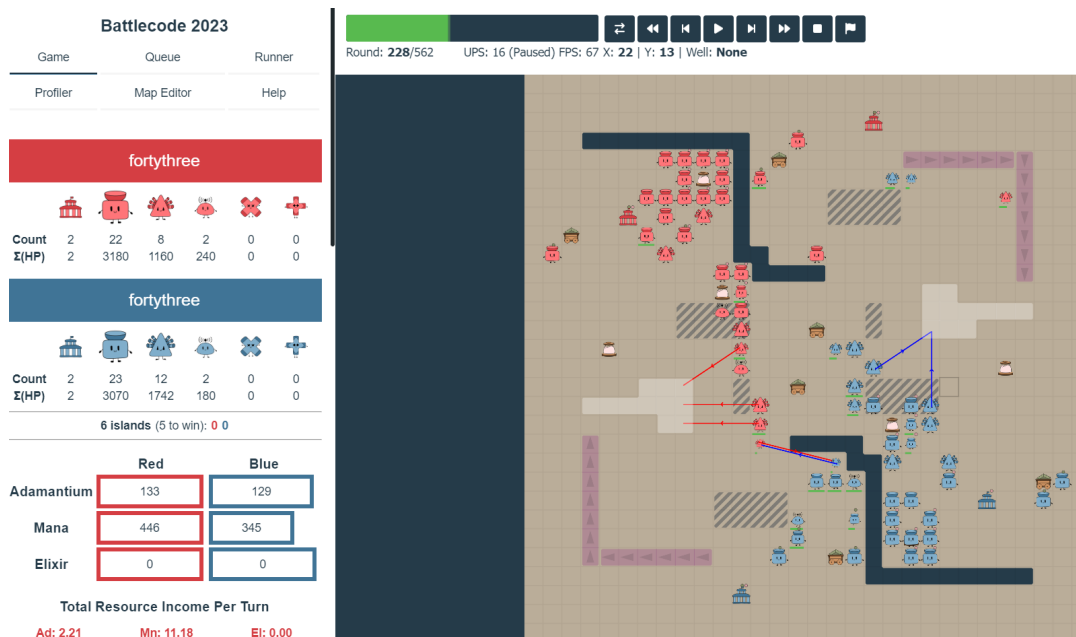 Battlecode 2023
Game Queue Runner
Profiler Map Editor Help
fortythree
Count 2 22 8 2 0 0
Σ(HP) 2 3180 1160 240 0 0
fortythree
Count 2 23 12 2 0 0
Σ(HP) 2 3070 1742 180 0 0
6 islands (5 to win): 0 0
Red Blue
Adamantium 133 129
Mana 446 345
Elixir 0 0
Total Resource Income Per Turn
Ad: 2.21 Mn: 11.18 El: 0.00
Round: 228/562 UPS: 16 (Paused) FPS: 67 X: 22 | Y: 13 | Well: None